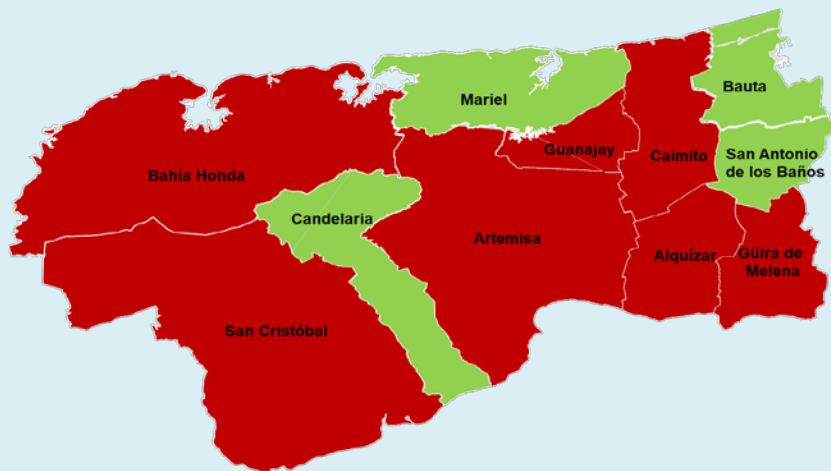 Bauta
Mariel
Guanajay
Caimito
San Antonio
de los Baños
Bahía Honda
Candelaria
Artemisa
Alquízar
Güira de
Melena
San Cristóbal